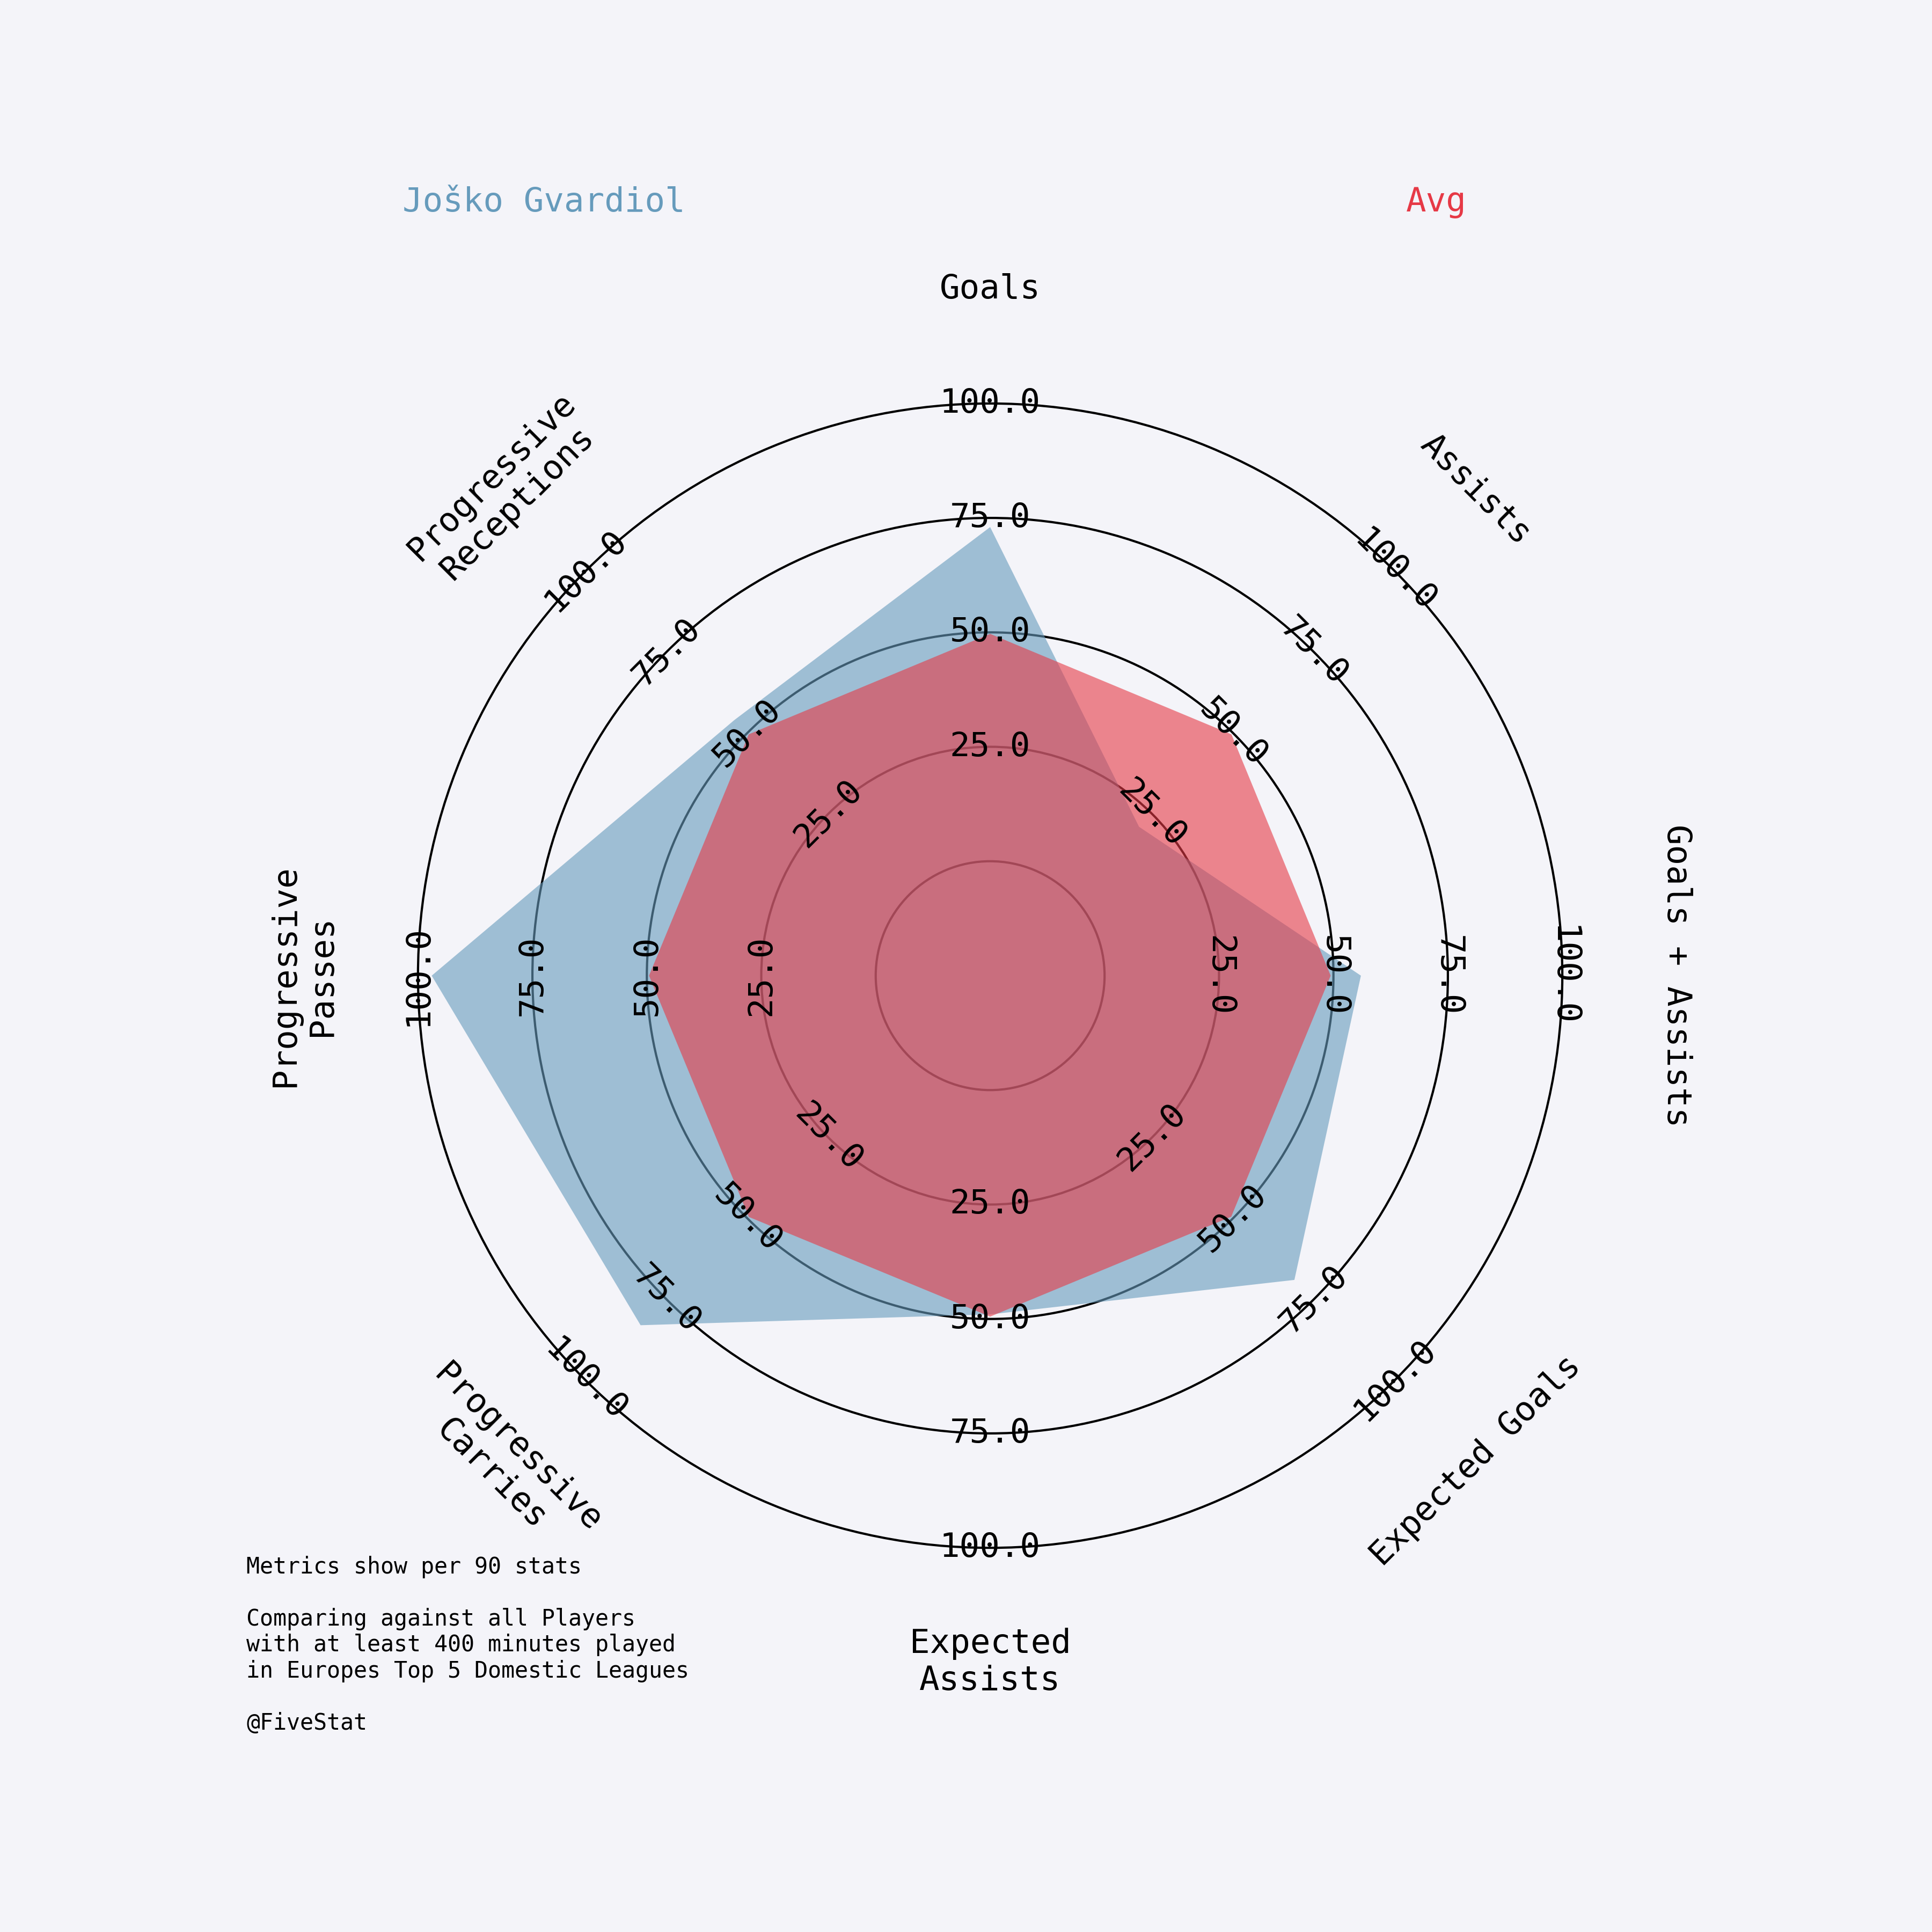 Joško Gvardiol
Avg
Goals
Assists
Goals + Assists
Expected Goals
Expected
Assists
Progressive
Carries
Progressive
Passes
Progressive
Receptions
25.0
50.0
75.0
100.0
25.0
50.0
75.0
100.0
25.0
50.0
75.0
100.0
25.0
50.0
75.0
100.0
25.0
50.0
75.0
100.0
25.0
50.0
75.0
100.0
25.0
50.0
75.0
100.0
25.0
50.0
75.0
100.0
Metrics show per 90 stats
Comparing against all Players
with at least 400 minutes played
in Europes Top 5 Domestic Leagues
@FiveStat